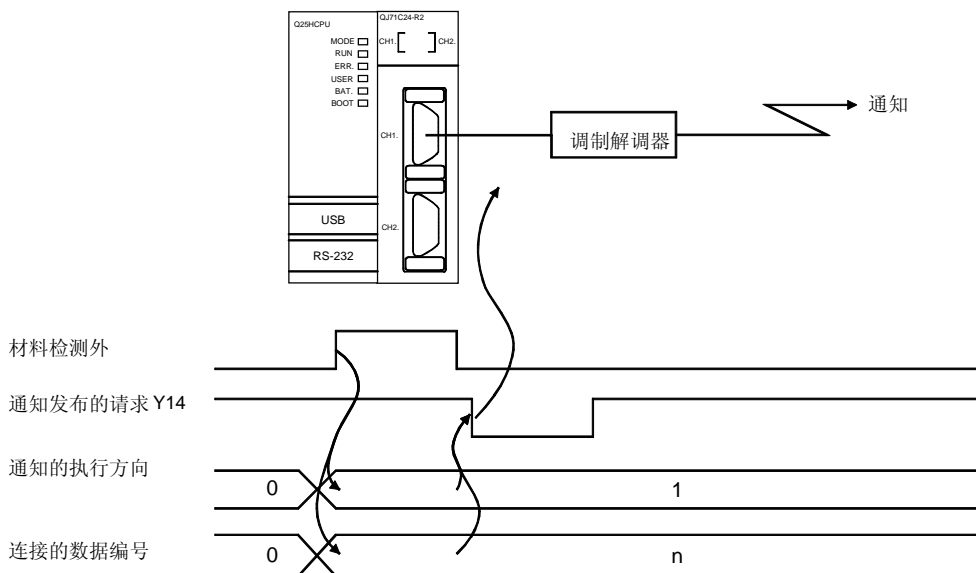 Q25HCPU
QJ71C24-R2
MODE
RUN
ERR.
USER
BAT.
BOOT
CH1.
CH2.
CH1.
CH2.
USB
RS-232
调制解调器
通知
材料检测外
通知发布的请求 Y14
通知的执行方向
0
1
连接的数据编号
0
n